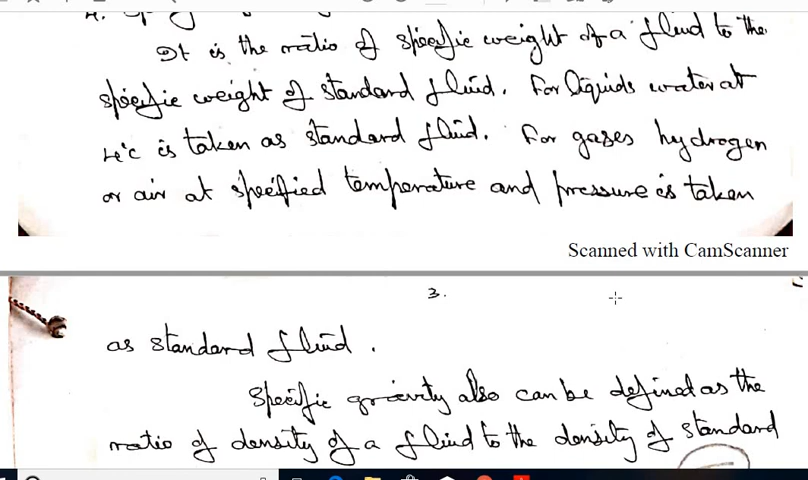 4.
It is the ratio of specific weight of a fluid to the
specific weight of standard fluid. For liquids water at
4°c is taken as standard fluid. For gases hydrogen
or air at specified temperature and pressure is taken
Scanned with CamScanner
3.
as standard fluid.
Specific gravity also can be defined as the
ratio of density of a fluid to the density of standard